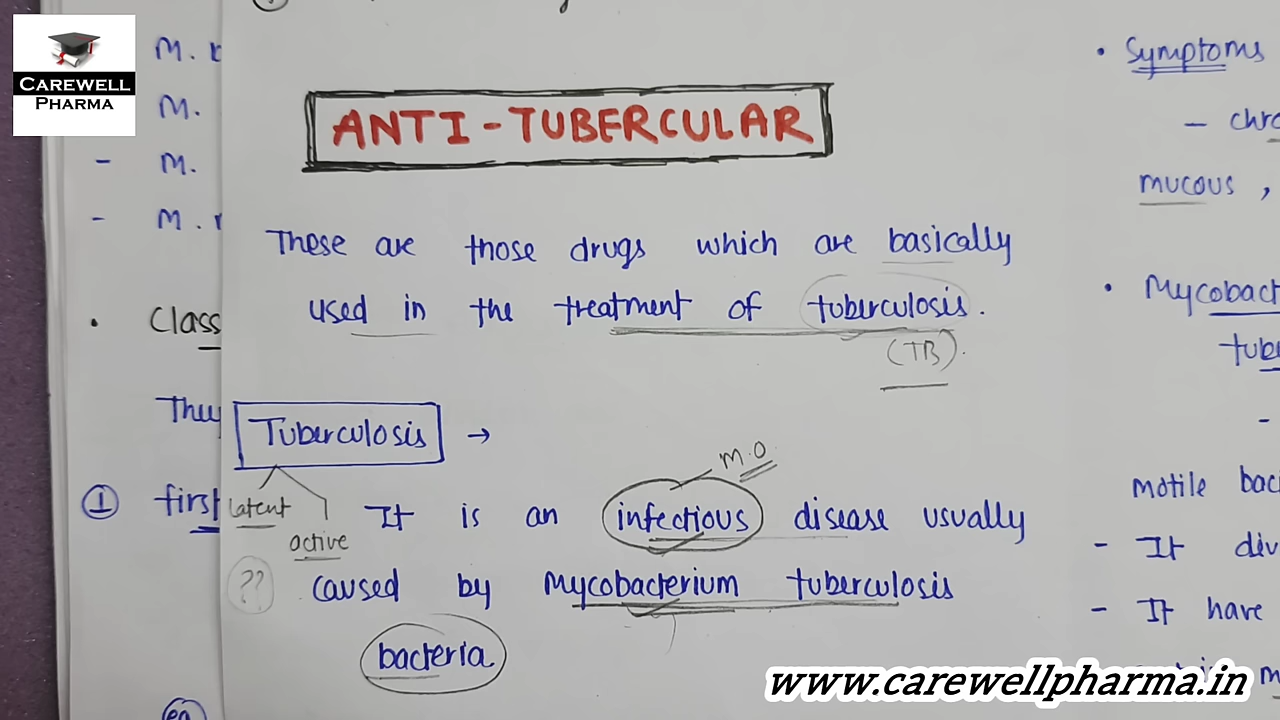 CAREWELL
PHARMA
M.
M.
- M.
- M.
• Class
They
① first
eg
ANTI-TUBERCULAR
These are those drugs which are basically
used in the treatment of tuberculosis.
(TB).
Tuberculosis →
latent
active
M.O
It is an infectious disease usually
?? caused by Mycobacterium tuberculosis
bacteria
• Symptoms
- chro
mucous,
• Mycobact
tube
-
motile bac
- It div
- It have
www.carewellpharma.in